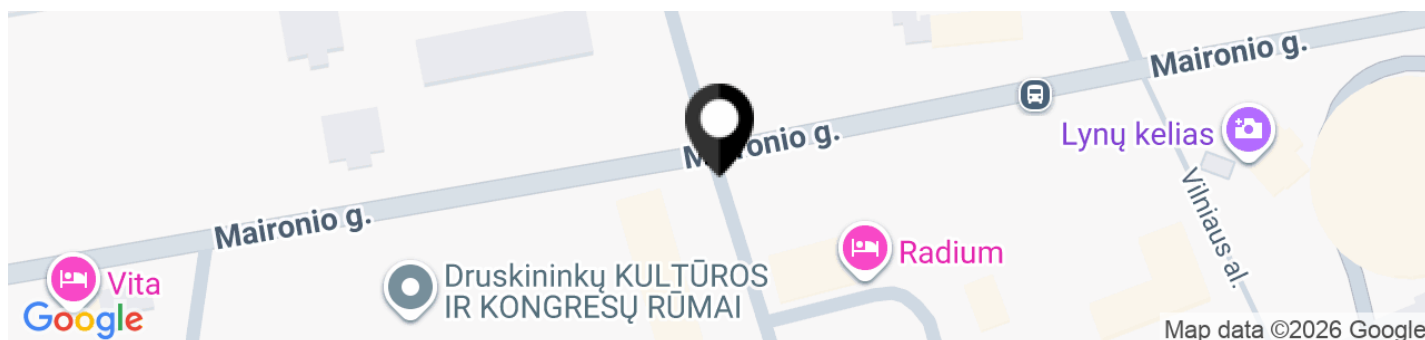 Maironio g.
Maironio g.
Lynų kelias
Maironio g.
Vilniaus al.
Radium
Vita
Druskininkų KULTŪROS
IR KONGRESŲ RŪMAI
Google
Map data ©2026 Google